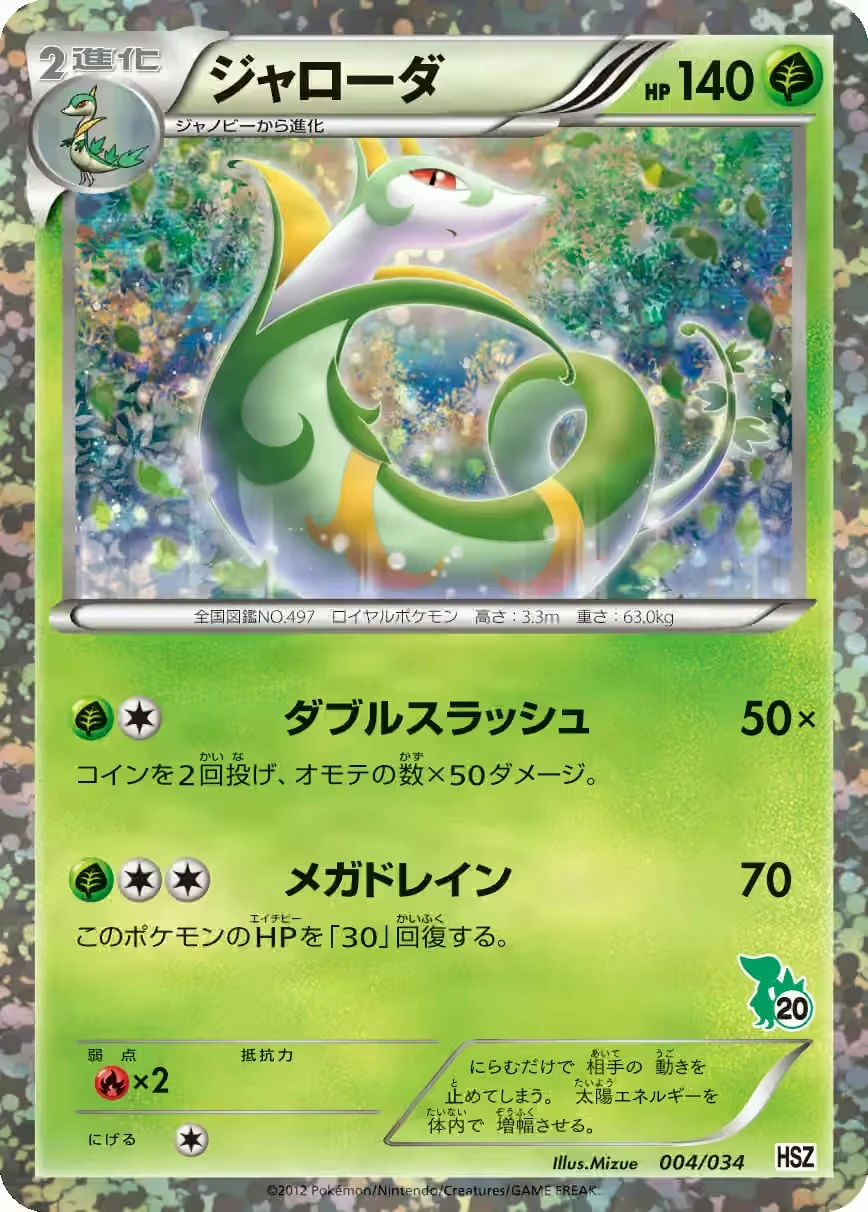 2進化
ジャローダ
HP 140
ジャノビーから進化
全国図鑑NO.497 ロイヤルポケモン 高さ：3.3m 重さ：63.0kg
ダブルスラッシュ 50×
コインを2回投げ、オモテの数×50ダメージ。
メガドレイン 70
このポケモンのHPを「30」回復する。
20
弱点 抵抗力
×2
にげる
にらむだけで 相手の 動きを
止めてしまう。 太陽エネルギーを
体内で 増幅させる。
Illus.Mizue 004/034 HSZ
©2012 Pokémon/Nintendo/Creatures/GAME FREAK.